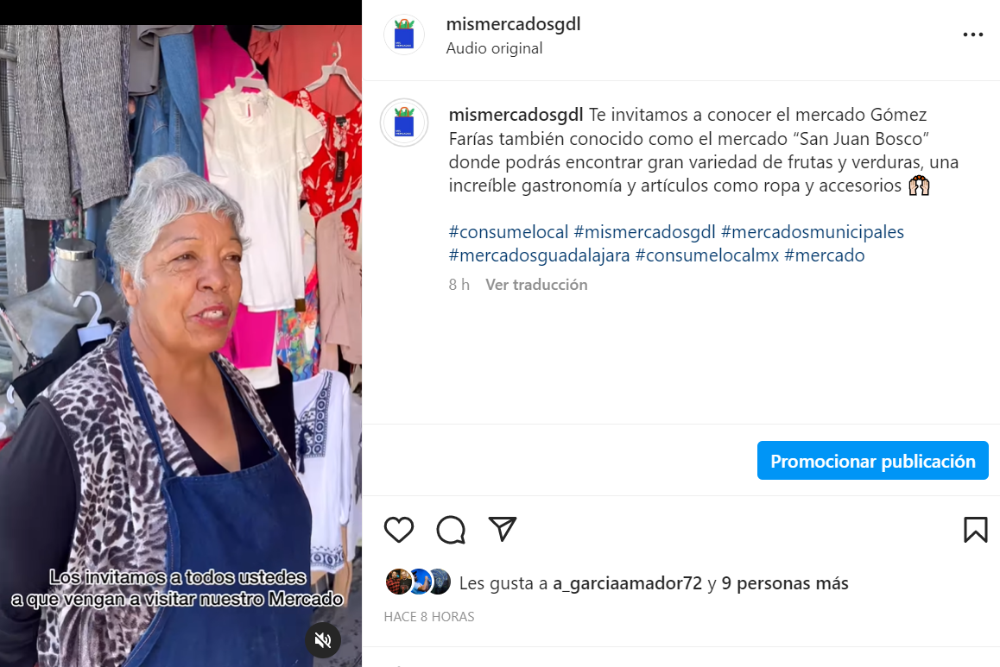 mismercadosgdl
Audio original
mismercadosgdl Te invitamos a conocer el mercado Gómez
Farías también conocido como el mercado “San Juan Bosco”
donde podrás encontrar gran variedad de frutas y verduras, una
increíble gastronomía y artículos como ropa y accesorios
#consumelocal #mismercadosgdl #mercadosmunicipales
#mercadosguadalajara #consumelocalmx #mercado
8 h Ver traducción
Promocionar publicación
Les gusta a a_garciaamador72 y 9 personas más
HACE 8 HORAS
Los invitamos a todos ustedes
a que vengan a visitar nuestro Mercado